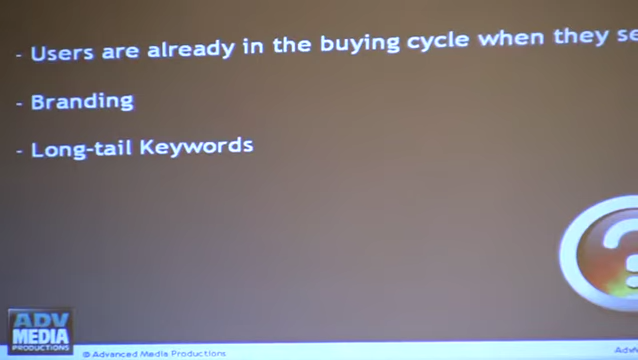 - Users are already in the buying cycle when they se
- Branding
- Long-tail Keywords
?
ADV
MEDIA
PRODUCTIONS
© Advanced Media Productions